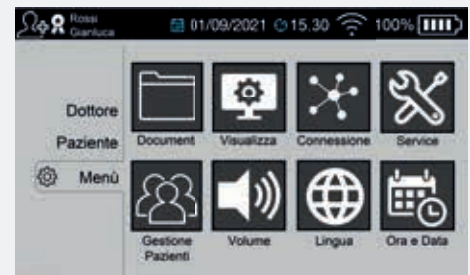 Rossi
Gianluca
01/09/2021 15.30 100%
Dottore
Paziente
Menù
Document Visualizza Connessione Service
Gestione
Pazienti
Volume Lingua Ora e Data